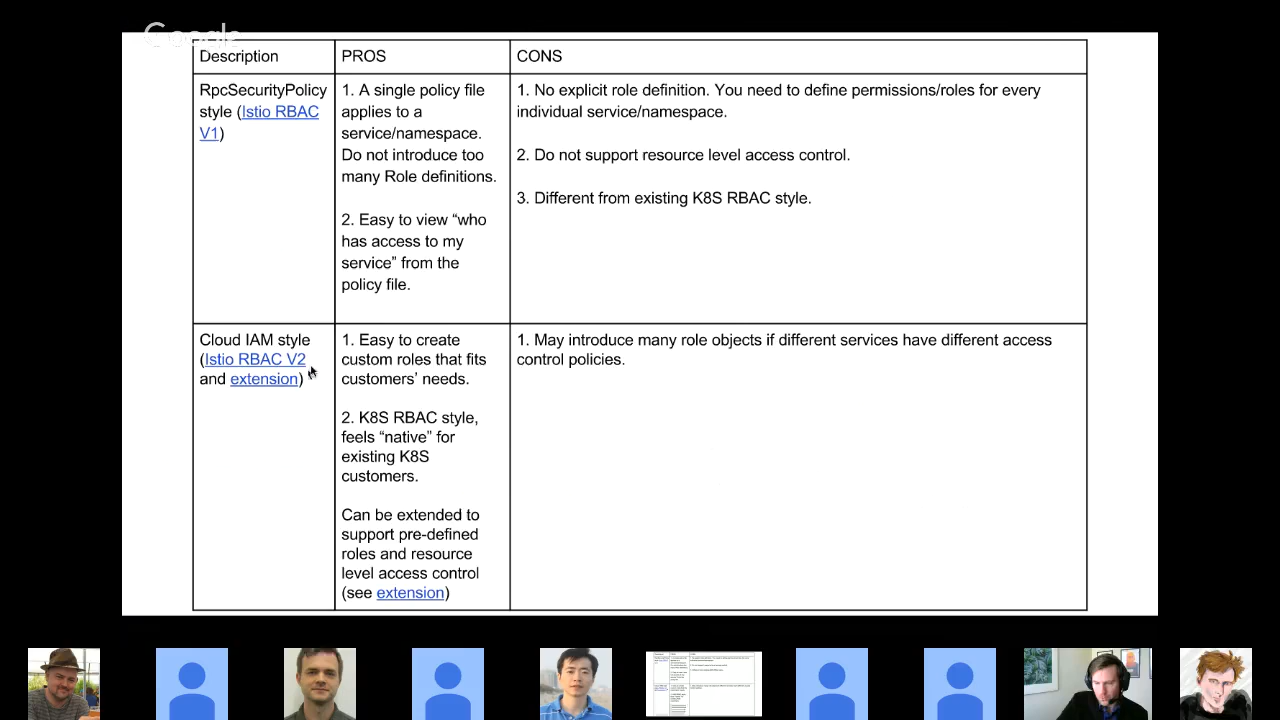 Google
Description
PROS
CONS
RpcSecurityPolicy
style (Istio RBAC
V1)
1. A single policy file
applies to a
service/namespace.
Do not introduce too
many Role definitions.
2. Easy to view “who
has access to my
service” from the
policy file.
1. No explicit role definition. You need to define permissions/roles for every
individual service/namespace.
2. Do not support resource level access control.
3. Different from existing K8S RBAC style.
Cloud IAM style
(Istio RBAC V2
and extension)
1. Easy to create
custom roles that fits
customers’ needs.
2. K8S RBAC style,
feels “native” for
existing K8S
customers.
Can be extended to
support pre-defined
roles and resource
level access control
(see extension)
1. May introduce many role objects if different services have different access
control policies.